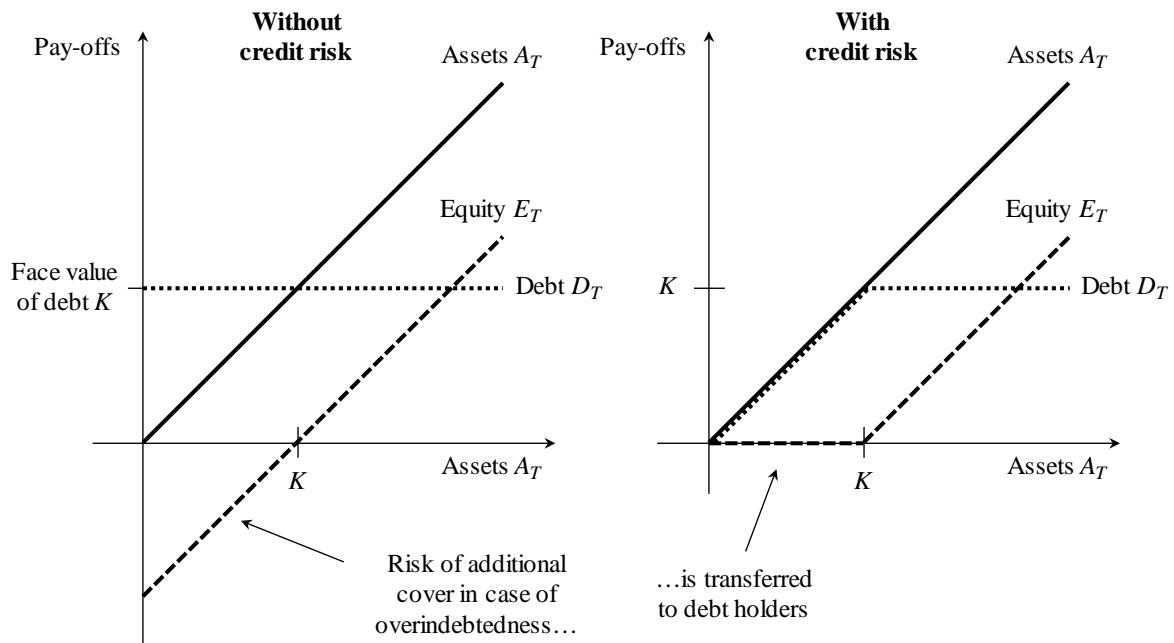 Without
credit risk
Pay-offs
Assets A_T
Equity E_T
Face value
of debt K
Debt D_T
K
Assets A_T
Risk of additional
cover in case of
overindebtedness…
With
credit risk
Pay-offs
Assets A_T
Equity E_T
K
Debt D_T
K
Assets A_T
…is transferred
to debt holders